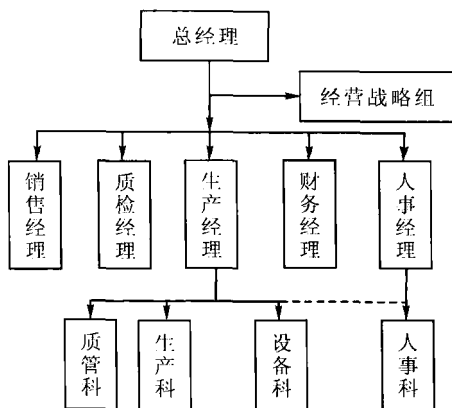 总经理
经营战略组
销售经理
质检经理
生产经理
财务经理
人事经理
质管科
生产科
设备科
人事科